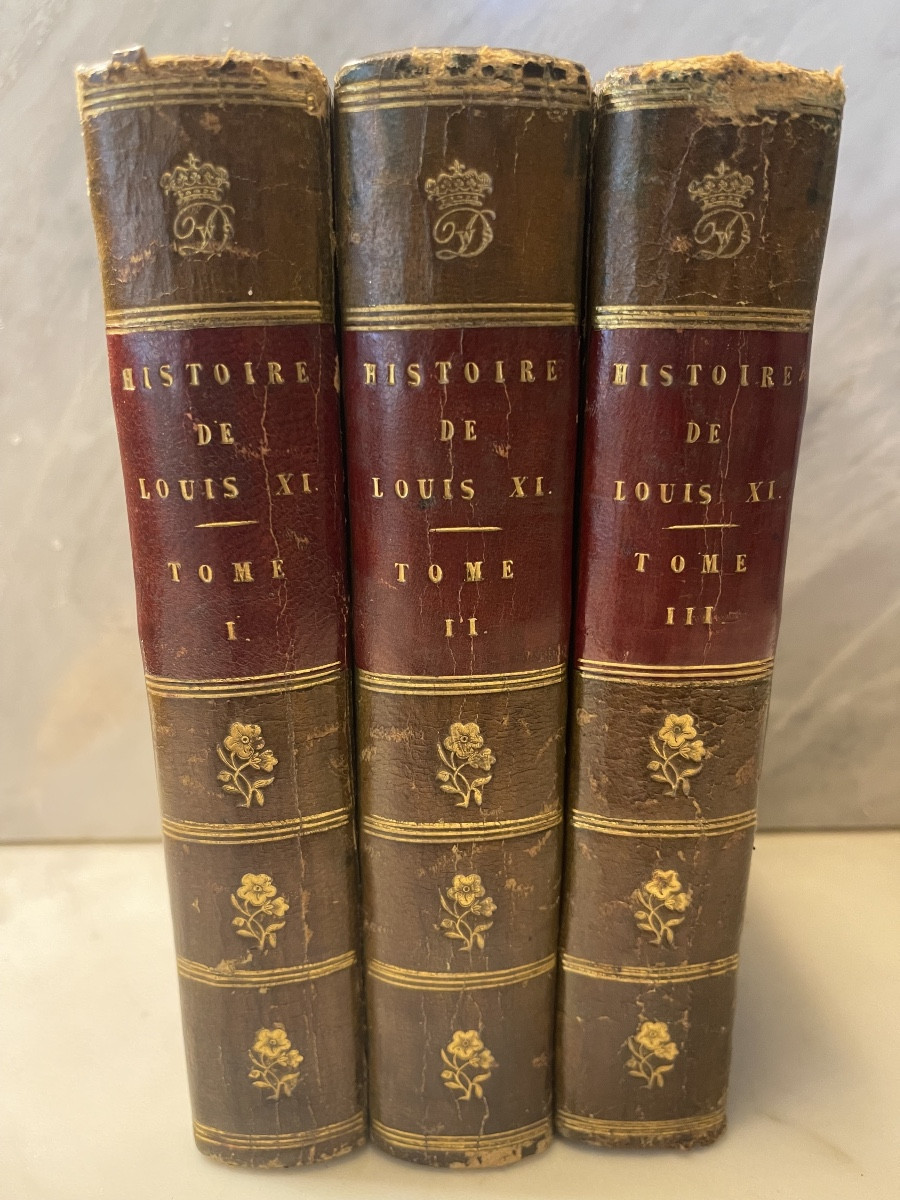 HISTOIRE
DE
LOUIS XI.
TOME
I
HISTOIRE
DE
LOUIS XI.
TOME
II.
HISTOIRE
DE
LOUIS XI.
TOME
III